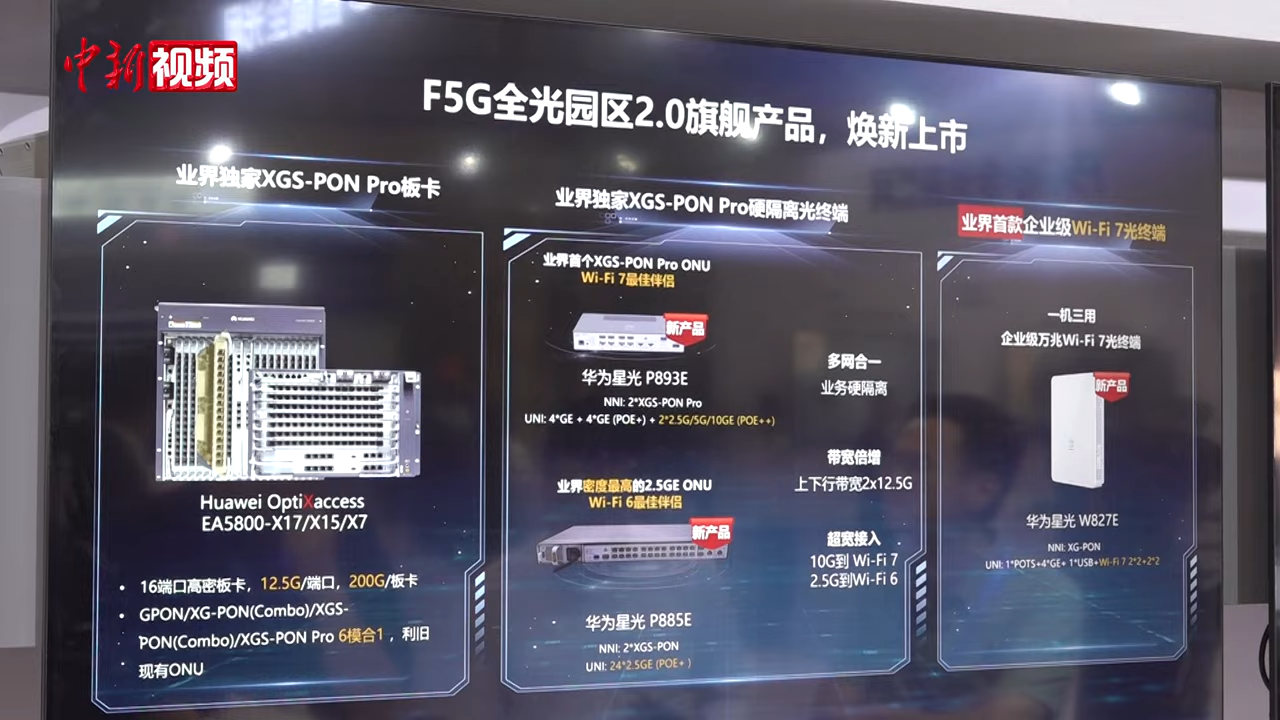 中新视频
F5G全光园区2.0旗舰产品，焕新上市
业界独家XGS-PON Pro板卡
HUAWEI
Huawei OptiXaccess
EA5800-X17/X15/X7
• 16端口高密板卡，12.5G/端口，200G/板卡
• GPON/XG-PON(Combo)/XGS-
PON(Combo)/XGS-PON Pro 6模合1，利旧
现有ONU
业界独家XGS-PON Pro硬隔离光终端
业界首个XGS-PON Pro ONU
Wi-Fi 7最佳伴侣
新产品
华为星光 P893E
NNI: 2*XGS-PON Pro
UNI: 4*GE + 4*GE (POE+) + 2*2.5G/5G/10GE (POE++)
业界密度最高的2.5GE ONU
Wi-Fi 6最佳伴侣
新产品
华为星光 P885E
NNI: 2*XGS-PON
UNI: 24*2.5GE (POE+ )
多网合一
业务硬隔离
带宽倍增
上下行带宽2x12.5G
超宽接入
10G到 Wi-Fi 7
2.5G到Wi-Fi 6
业界首款企业级Wi-Fi 7光终端
一机三用
企业级万兆Wi-Fi 7光终端
新产品
华为星光 W827E
NNI: XG-PON
UNI: 1*POTS+4*GE+ 1*USB+Wi-Fi 7 2*2+2*2